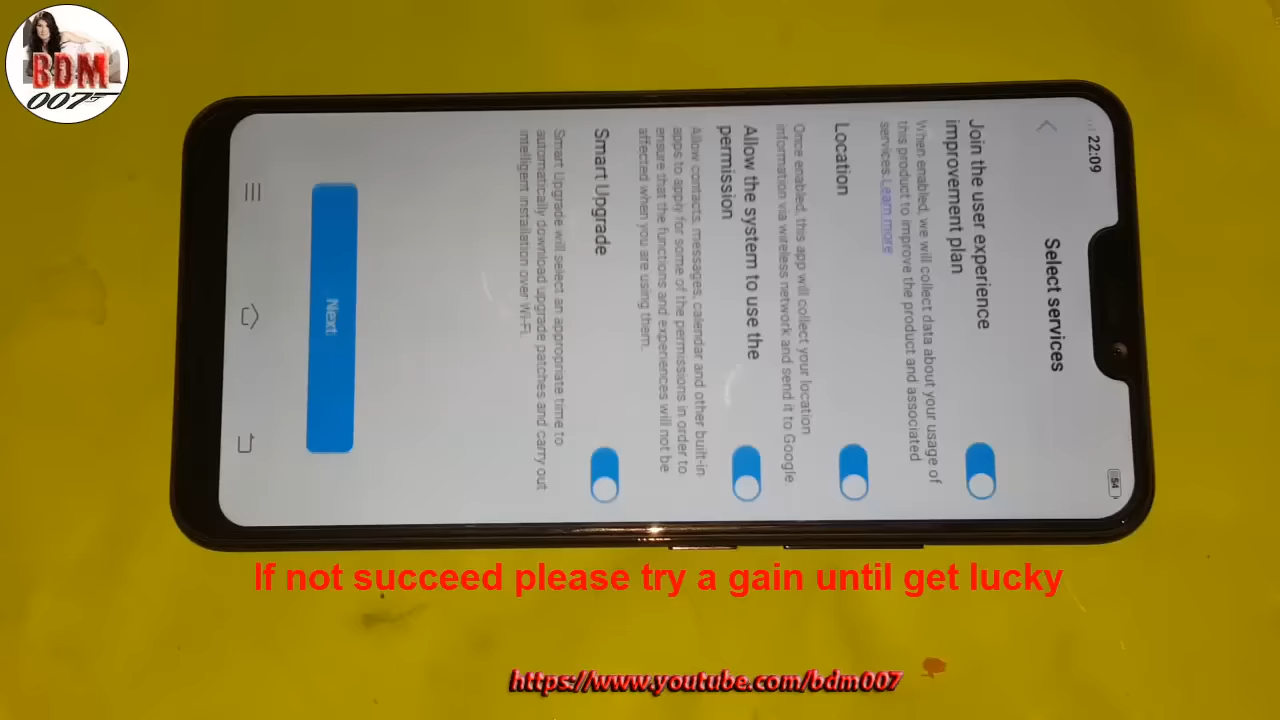 BDM
007
22:09
54
Select services
Join the user experience
improvement plan
When enabled, we will collect data about your usage of
this product to improve the product and associated
services. Learn more
Location
Once enabled, this app will collect your location
information via wireless network and send it to Google.
Allow the system to use the
permission
Allow contacts, messages, calendar and other built-in
apps to apply for some of the permissions in order to
ensure that the functions and experiences will not be
affected when you are using them.
Smart Upgrade
Smart Upgrade will select an appropriate time to
automatically download upgrade patches and carry out
intelligent installation over Wi-Fi.
Next
If not succeed please try a gain until get lucky
https://www.youtube.com/bdm007